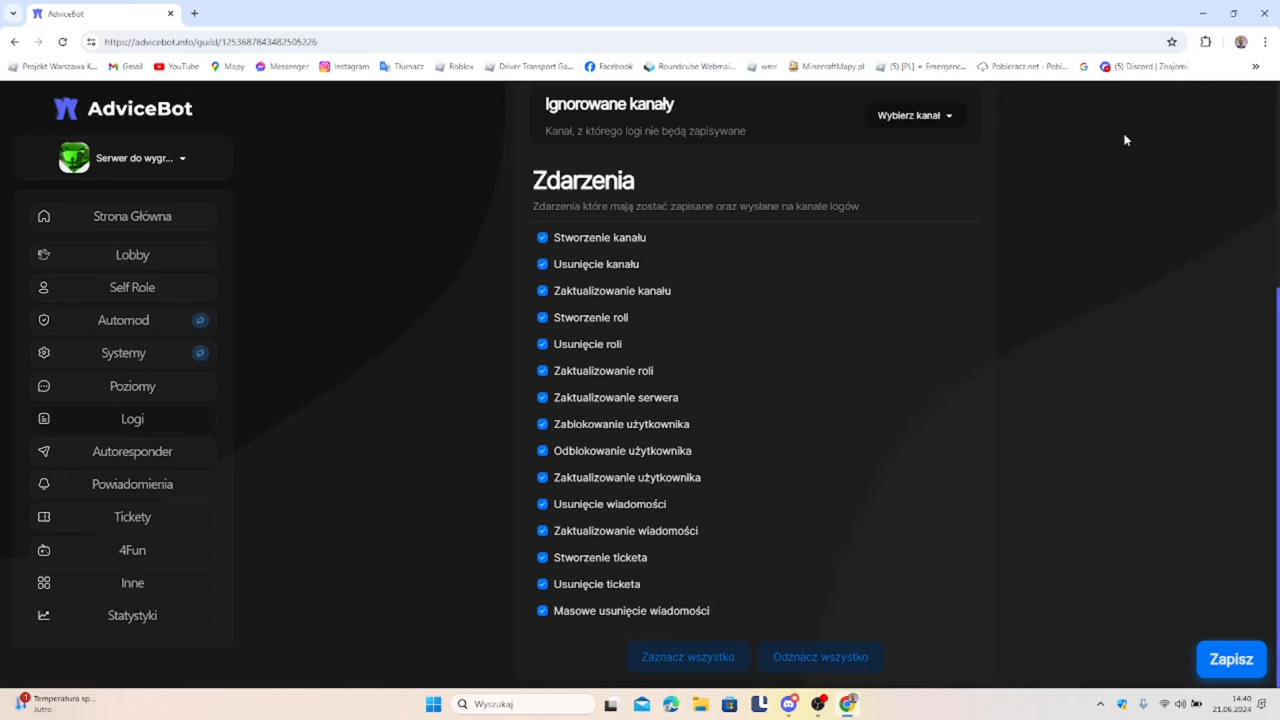 AdviceBot
https://advicebot.info/guild/1253687843482505226
Projekt Warszawa K...
Gmail
YouTube
Mapy
Messenger
Instagram
Tłumacz
Roblox
Driver Transport Ga...
Facebook
Roundcube Webmai...
wmr
MinecraftMapy.pl
(5) [PL] + Emergenc...
Pobieracz.net - Pobi...
(5) Discord | Znajomi
AdviceBot
Serwer do wygr...
Strona Główna
Lobby
Self Role
Automod
Systemy
Poziomy
Logi
Autoresponder
Powiadomienia
Tickety
4Fun
Inne
Statystyki
Ignorowane kanały
Kanał, z którego logi nie będą zapisywane
Wybierz kanał
Zdarzenia
Zdarzenia które mają zostać zapisane oraz wysłane na kanale logów
Stworzenie kanału
Usunięcie kanału
Zaktualizowanie kanału
Stworzenie roli
Usunięcie roli
Zaktualizowanie roli
Zaktualizowanie serwera
Zablokowanie użytkownika
Odblokowanie użytkownika
Zaktualizowanie użytkownika
Usunięcie wiadomości
Zaktualizowanie wiadomości
Stworzenie ticketa
Usunięcie ticketa
Masowe usunięcie wiadomości
Zaznacz wszystko
Odznacz wszystko
Zapisz
1
Temperatura sp...
Jutro
Wyszukaj
14:40
21.06.2024